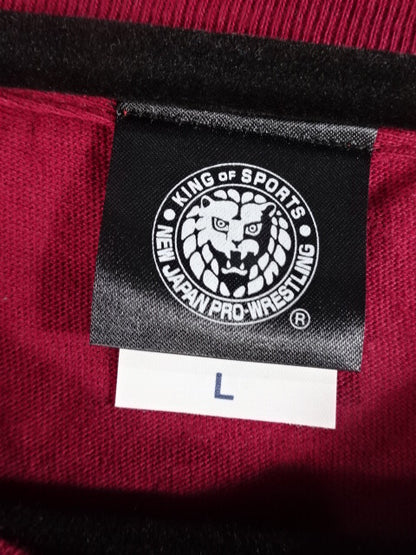 KING OF SPORTS
NEW JAPAN PRO-WRESTLING
®
L